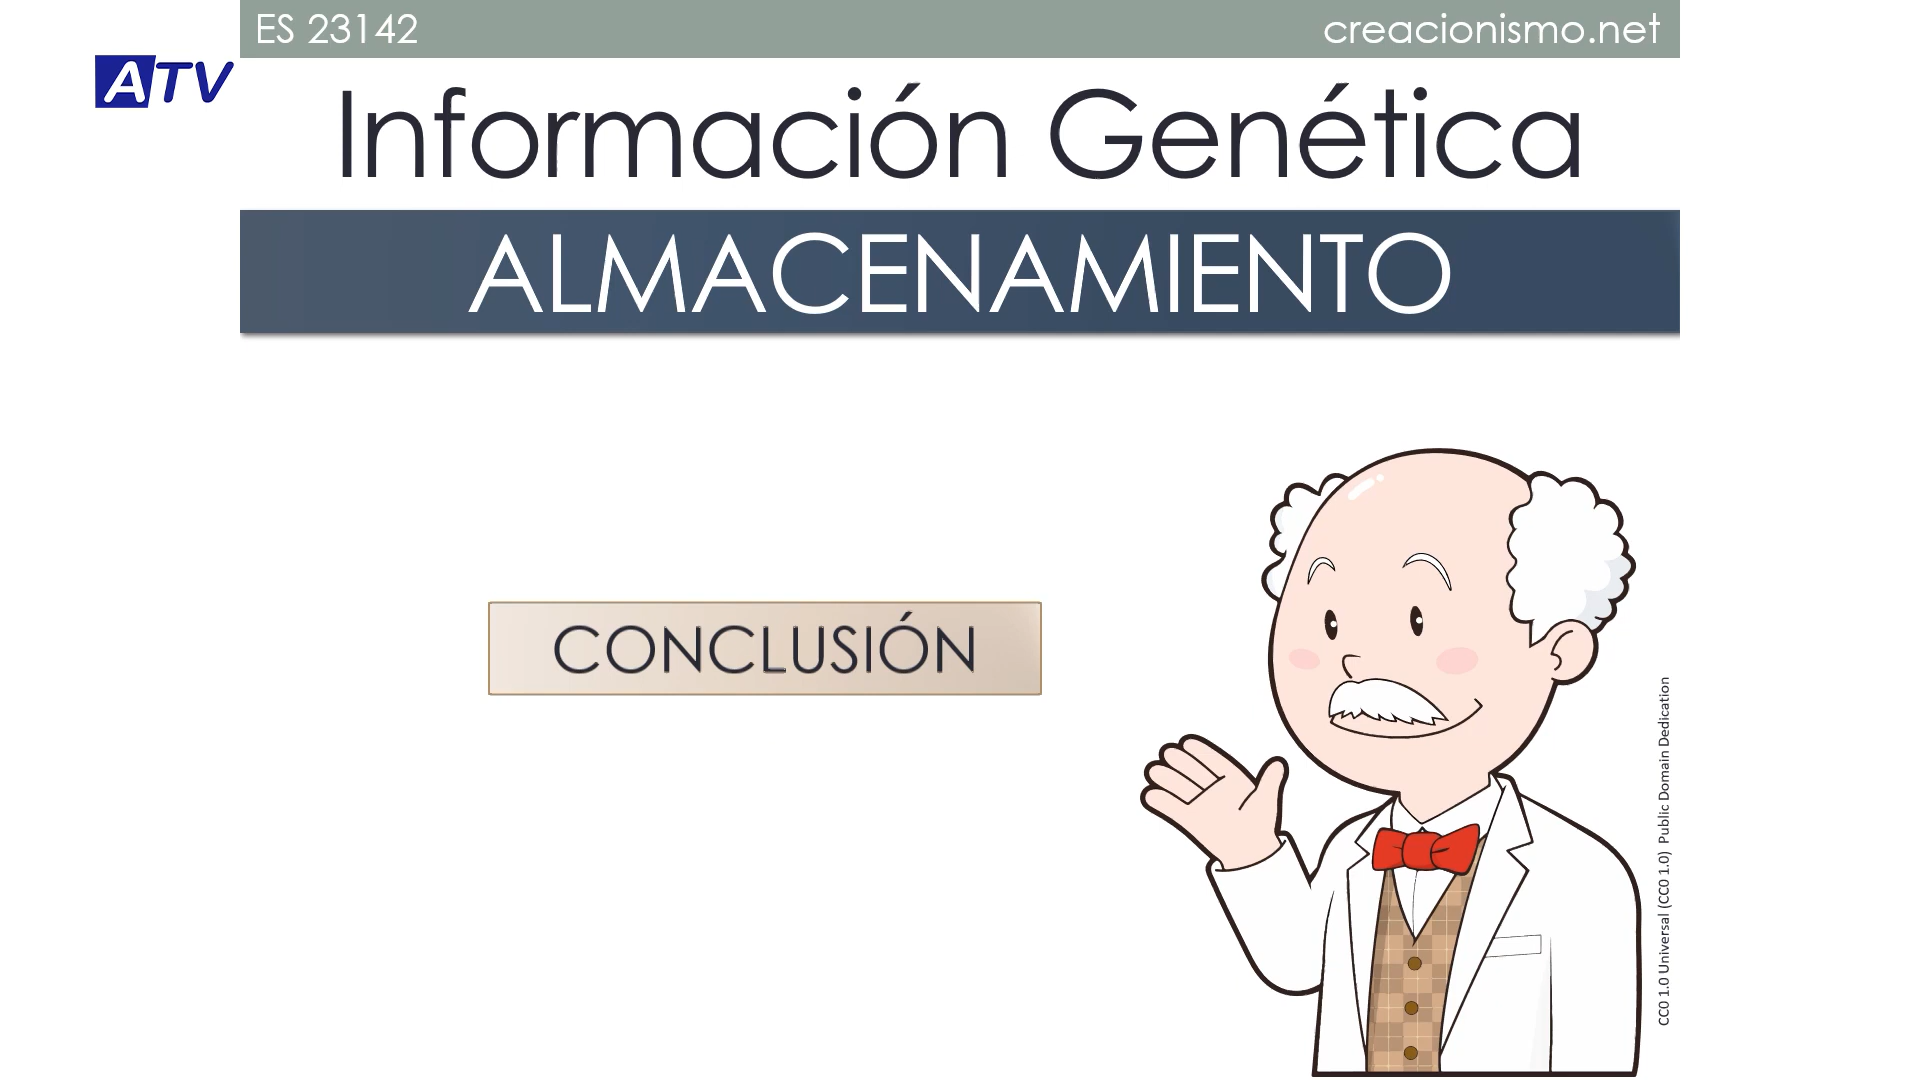 ES 23142
creacionismo.net
ATV
Información Genética
ALMACENAMIENTO
CONCLUSIÓN
CC0 1.0 Universal (CC0 1.0) Public Domain Dedication